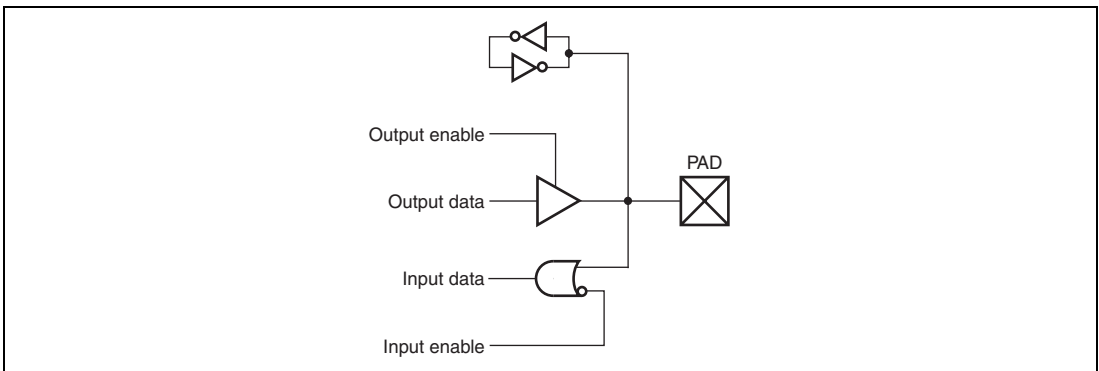 Output enable
PAD
Output data
Input data
Input enable